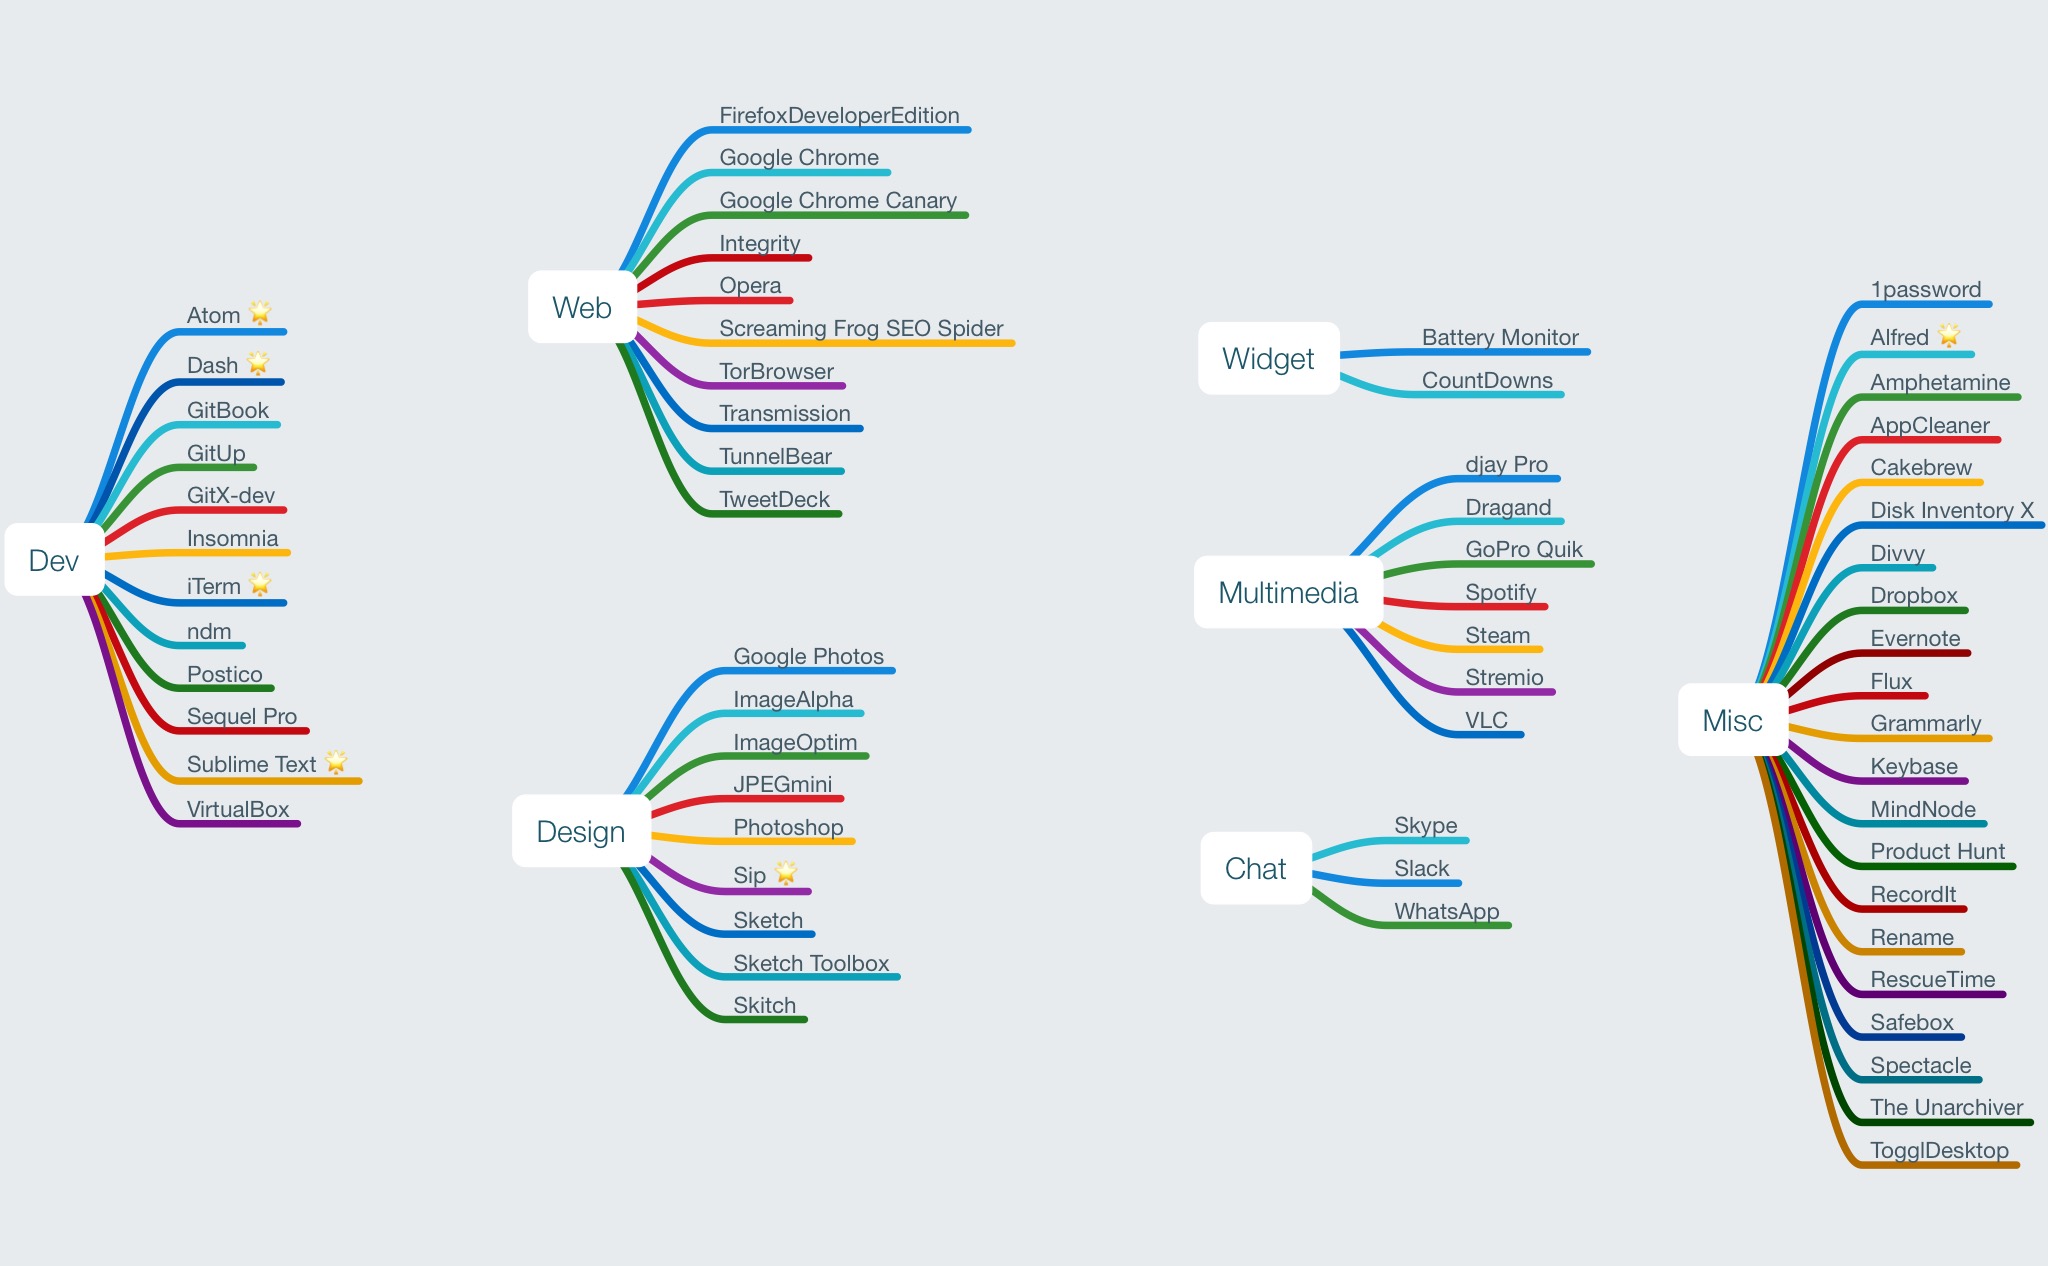 Dev
Atom 🌟
Dash 🌟
GitBook
GitUp
GitX-dev
Insomnia
iTerm 🌟
ndm
Postico
Sequel Pro
Sublime Text 🌟
VirtualBox
Web
FirefoxDeveloperEdition
Google Chrome
Google Chrome Canary
Integrity
Opera
Screaming Frog SEO Spider
TorBrowser
Transmission
TunnelBear
TweetDeck
Design
Google Photos
ImageAlpha
ImageOptim
JPEGmini
Photoshop
Sip 🌟
Sketch
Sketch Toolbox
Skitch
Widget
Battery Monitor
CountDowns
Multimedia
djay Pro
Dragand
GoPro Quik
Spotify
Steam
Stremio
VLC
Chat
Skype
Slack
WhatsApp
Misc
1password
Alfred 🌟
Amphetamine
AppCleaner
Cakebrew
Disk Inventory X
Divvy
Dropbox
Evernote
Flux
Grammarly
Keybase
MindNode
Product Hunt
RecordIt
Rename
RescueTime
Safebox
Spectacle
The Unarchiver
TogglDesktop